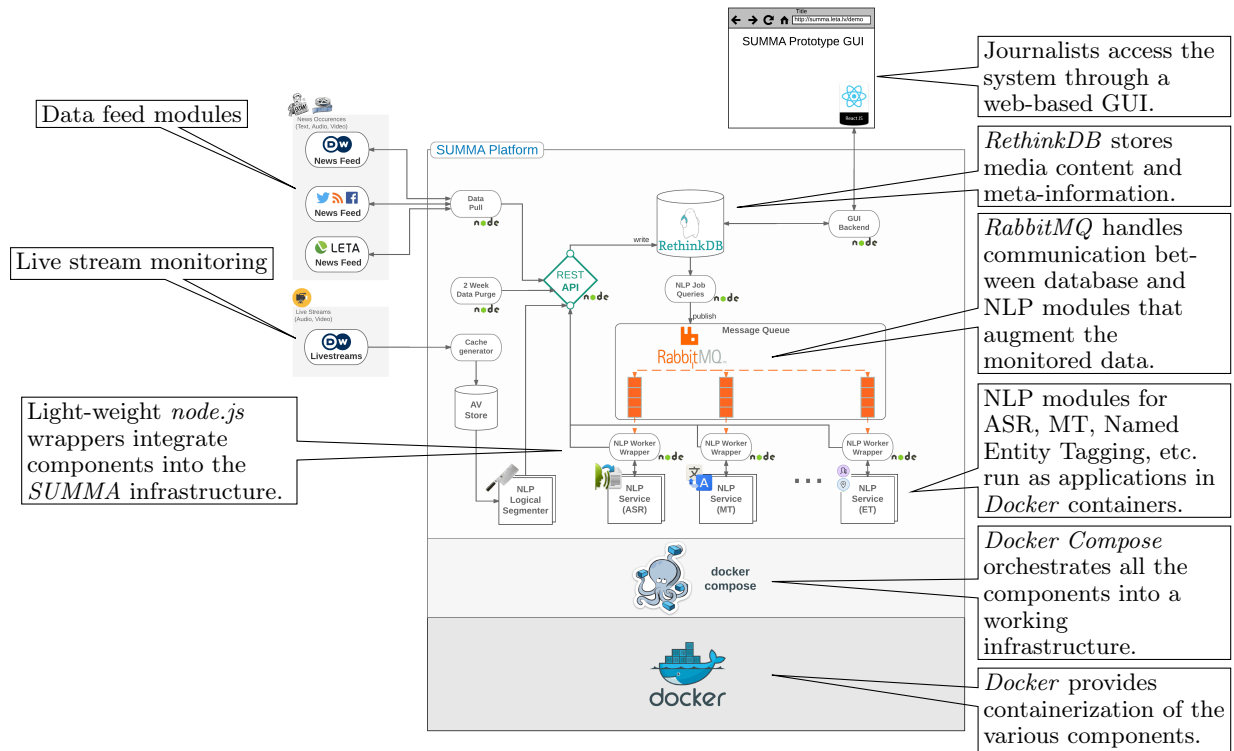 Title
http://summa.leta.lv/demo
SUMMA Prototype GUI
React JS
Journalists access the
system through a
web-based GUI.
Data feed modules
News Occurences
(Text, Audio, Video)
DW
News Feed
News Feed
LETA
News Feed
Live stream monitoring
Live Streams
(Audio, Video)
DW
Livestreams
SUMMA Platform
Data
Pull
node
2 Week
Data Purge
node
Cache
generator
AV
Store
REST
API
node
write
RethinkDB
GUI
Backend
node
NLP Job
Queries
node
publish
Message Queue
RabbitMQ
NLP Worker
Wrapper
node
NLP Worker
Wrapper
node
NLP Worker
Wrapper
node
NLP
Logical
Segmenter
NLP
Service
(ASR)
文
A
NLP
Service
(MT)
...
NLP
Service
(ET)
docker
compose
docker
RethinkDB stores
media content and
meta-information.
RabbitMQ handles
communication bet-
ween database and
NLP modules that
augment the
monitored data.
Light-weight node.js
wrappers integrate
components into the
SUMMA infrastructure.
NLP modules for
ASR, MT, Named
Entity Tagging, etc.
run as applications in
Docker containers.
Docker Compose
orchestrates all the
components into a
working
infrastructure.
Docker provides
containerization of the
various components.